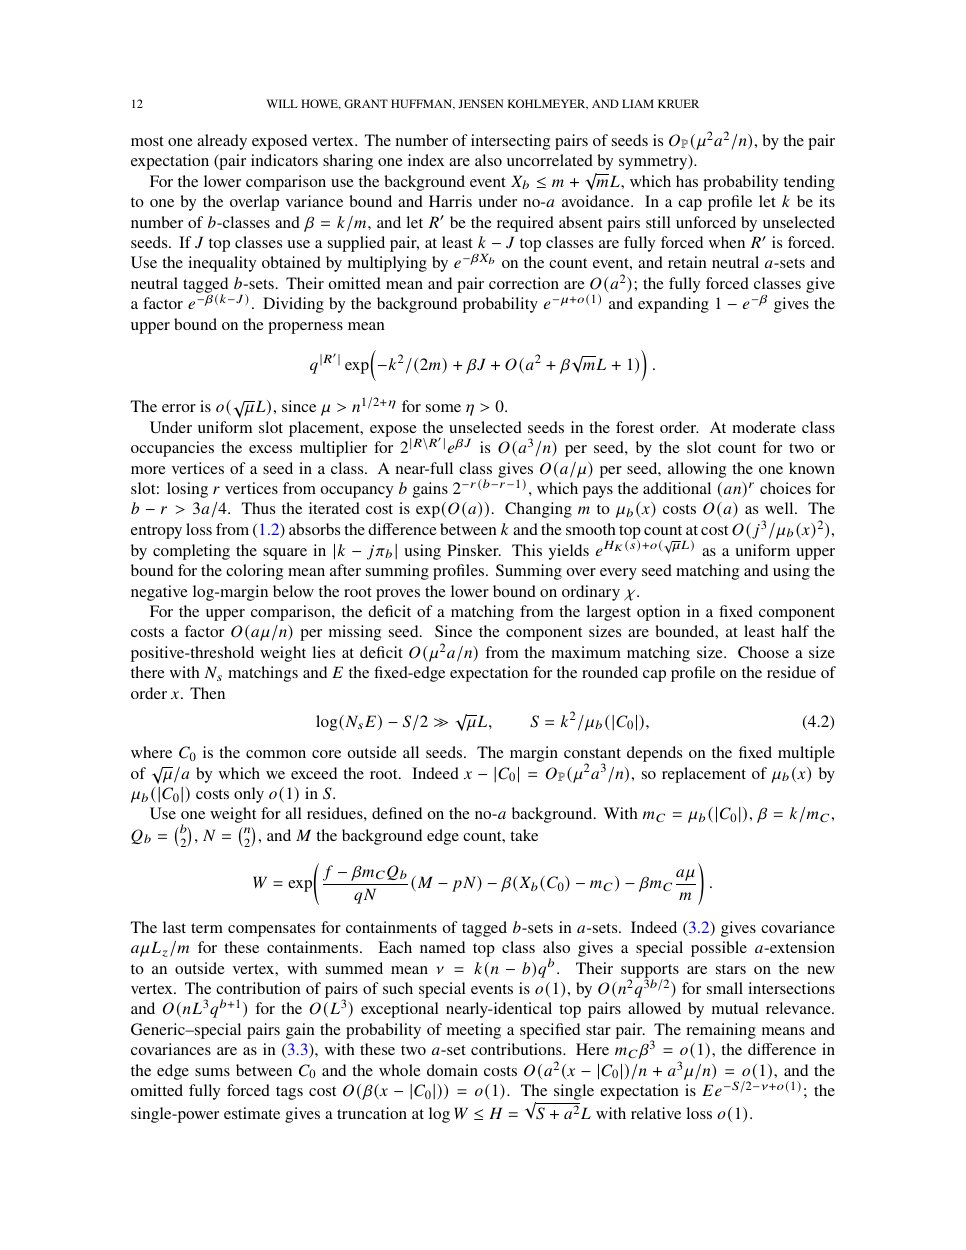 12 WILL HOWE, GRANT HUFFMAN, JENSEN KOHLMEYER, AND LIAM KRUER
most one already exposed vertex. The number of intersecting pairs of seeds is O_ℙ(μ²a²/n), by the pair
expectation (pair indicators sharing one index are also uncorrelated by symmetry).
For the lower comparison use the background event X_b ≤ m + √mL, which has probability tending
to one by the overlap variance bound and Harris under no-a avoidance. In a cap profile let k be its
number of b-classes and β = k/m, and let R′ be the required absent pairs still unforced by unselected
seeds. If J top classes use a supplied pair, at least k − J top classes are fully forced when R′ is forced.
Use the inequality obtained by multiplying by e^{−βX_b} on the count event, and retain neutral a-sets and
neutral tagged b-sets. Their omitted mean and pair correction are O(a²); the fully forced classes give
a factor e^{−β(k−J)}. Dividing by the background probability e^{−μ+o(1)} and expanding 1 − e^{−β} gives the
upper bound on the properness mean
q^{|R′|} exp(−k²/(2m) + βJ + O(a² + β√mL + 1)) .
The error is o(√μL), since μ > n^{1/2+η} for some η > 0.
Under uniform slot placement, expose the unselected seeds in the forest order. At moderate class
occupancies the excess multiplier for 2^{|R\R′|}e^{βJ} is O(a³/n) per seed, by the slot count for two or
more vertices of a seed in a class. A near-full class gives O(a/μ) per seed, allowing the one known
slot: losing r vertices from occupancy b gains 2^{−r(b−r−1)}, which pays the additional (an)^r choices for
b − r > 3a/4. Thus the iterated cost is exp(O(a)). Changing m to μ_b(x) costs O(a) as well. The
entropy loss from (1.2) absorbs the difference between k and the smooth top count at cost O(j³/μ_b(x)²),
by completing the square in |k − jπ_b| using Pinsker. This yields e^{H_K(s)+o(√μL)} as a uniform upper
bound for the coloring mean after summing profiles. Summing over every seed matching and using the
negative log-margin below the root proves the lower bound on ordinary χ.
For the upper comparison, the deficit of a matching from the largest option in a fixed component
costs a factor O(aμ/n) per missing seed. Since the component sizes are bounded, at least half the
positive-threshold weight lies at deficit O(μ²a/n) from the maximum matching size. Choose a size
there with N_s matchings and E the fixed-edge expectation for the rounded cap profile on the residue of
order x. Then
log(N_sE) − S/2 ≫ √μL, S = k²/μ_b(|C₀|), (4.2)
where C₀ is the common core outside all seeds. The margin constant depends on the fixed multiple
of √μ/a by which we exceed the root. Indeed x − |C₀| = O_ℙ(μ²a³/n), so replacement of μ_b(x) by
μ_b(|C₀|) costs only o(1) in S.
Use one weight for all residues, defined on the no-a background. With m_C = μ_b(|C₀|), β = k/m_C,
Q_b = \binom{b}{2}, N = \binom{n}{2}, and M the background edge count, take
W = exp( \frac{f − βm_CQ_b}{qN} (M − pN) − β(X_b(C₀) − m_C) − βm_C \frac{aμ}{m} ) .
The last term compensates for containments of tagged b-sets in a-sets. Indeed (3.2) gives covariance
aμL_z/m for these containments. Each named top class also gives a special possible a-extension
to an outside vertex, with summed mean ν = k(n − b)q^b. Their supports are stars on the new
vertex. The contribution of pairs of such special events is o(1), by O(n²q^{3b/2}) for small intersections
and O(nL³q^{b+1}) for the O(L³) exceptional nearly-identical top pairs allowed by mutual relevance.
Generic–special pairs gain the probability of meeting a specified star pair. The remaining means and
covariances are as in (3.3), with these two a-set contributions. Here m_Cβ³ = o(1), the difference in
the edge sums between C₀ and the whole domain costs O(a²(x − |C₀|)/n + a³μ/n) = o(1), and the
omitted fully forced tags cost O(β(x − |C₀|)) = o(1). The single expectation is Ee^{−S/2−ν+o(1)}; the
single-power estimate gives a truncation at log W ≤ H = √(S + a²)L with relative loss o(1).